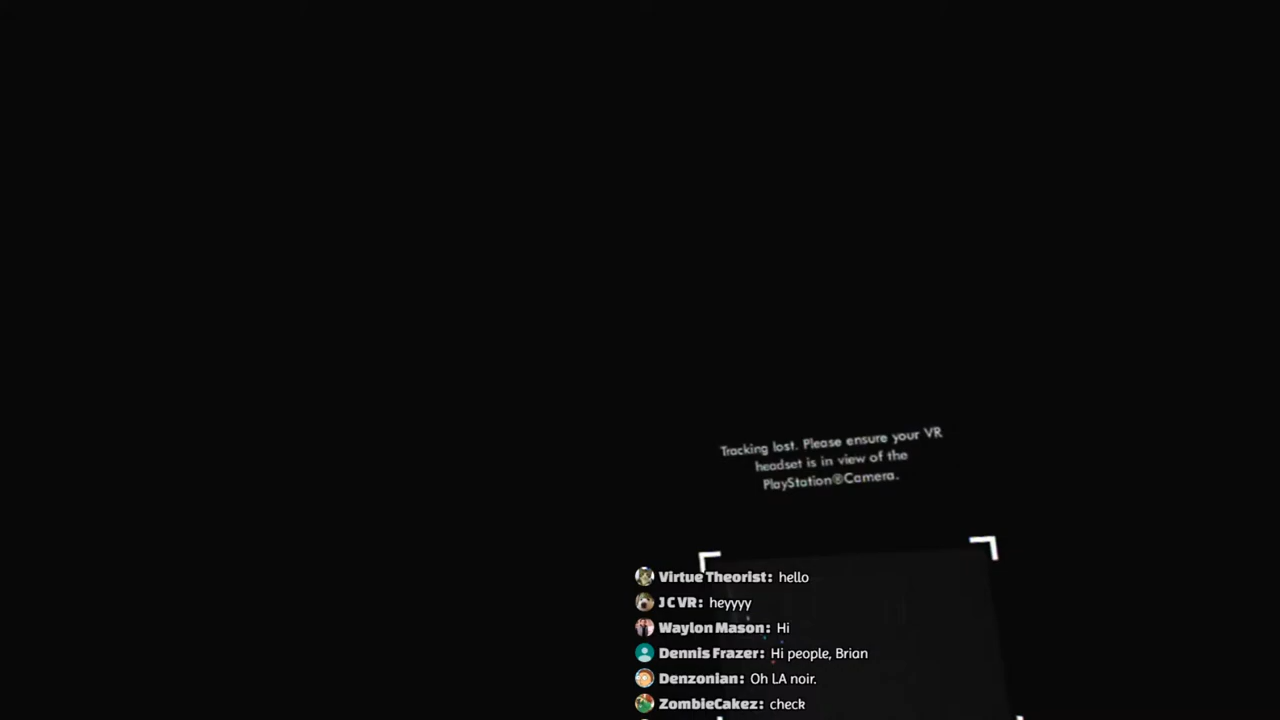 Tracking lost. Please ensure your VR
headset is in view of the
PlayStation®Camera.
Virtue Theorist: hello
J C VR: heyyyy
Waylon Mason: Hi
Dennis Frazer: Hi people, Brian
Denzonian: Oh LA noir.
ZombieCakez: check